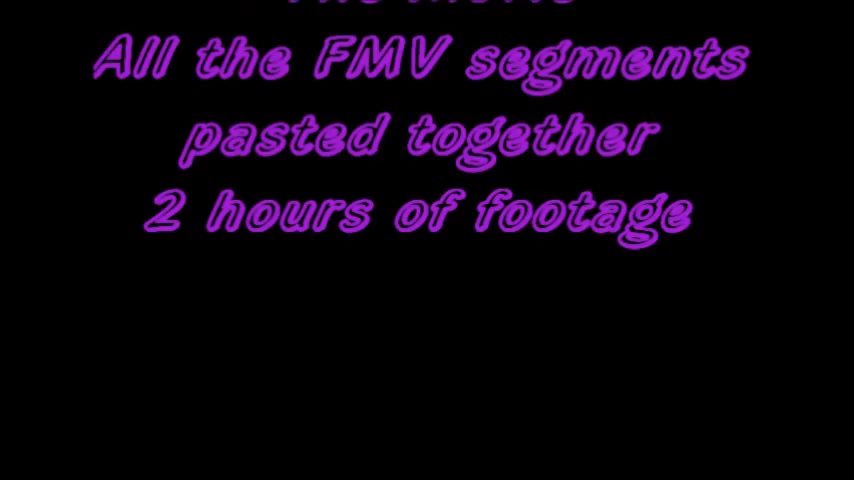 All the FMV segments
pasted together
2 hours of footage